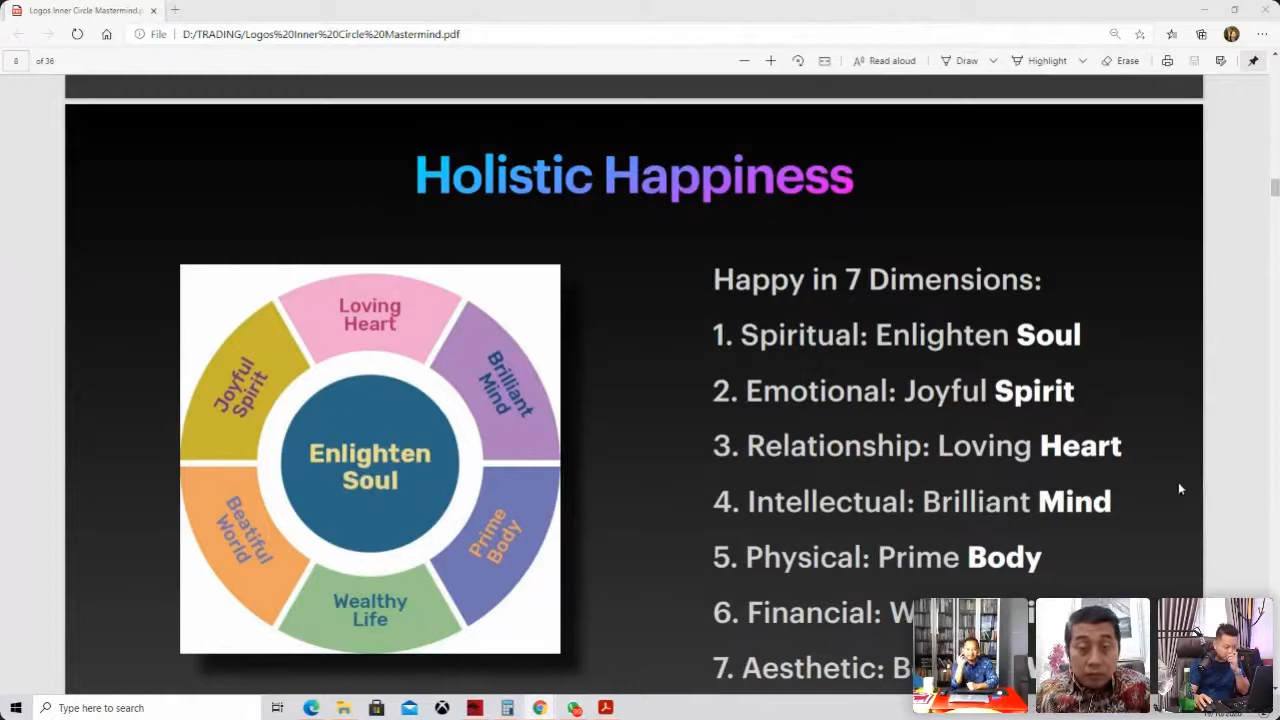 Logos Inner Circle Mastermind.p
File
D:/TRADING/Logos%20Inner%20Circle%20Mastermind.pdf
8 of 36
Read aloud
Draw
Highlight
Erase
Holistic Happiness
Loving
Heart
Brilliant
Mind
Joyful
Spirit
Enlighten
Soul
Beatiful
World
Prime
Body
Wealthy
Life
Happy in 7 Dimensions:
1. Spiritual: Enlighten Soul
2. Emotional: Joyful Spirit
3. Relationship: Loving Heart
4. Intellectual: Brilliant Mind
5. Physical: Prime Body
6. Financial: W
7. Aesthetic: B
Type here to search